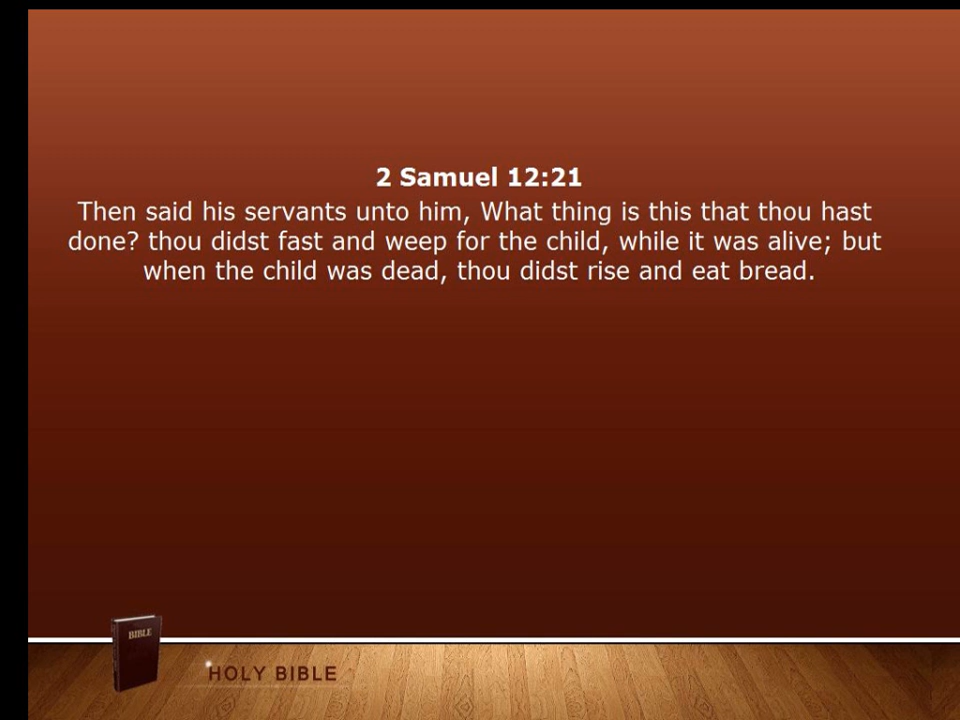 2 Samuel 12:21
Then said his servants unto him, What thing is this that thou hast
done? thou didst fast and weep for the child, while it was alive; but
when the child was dead, thou didst rise and eat bread.
BIBLE
HOLY BIBLE